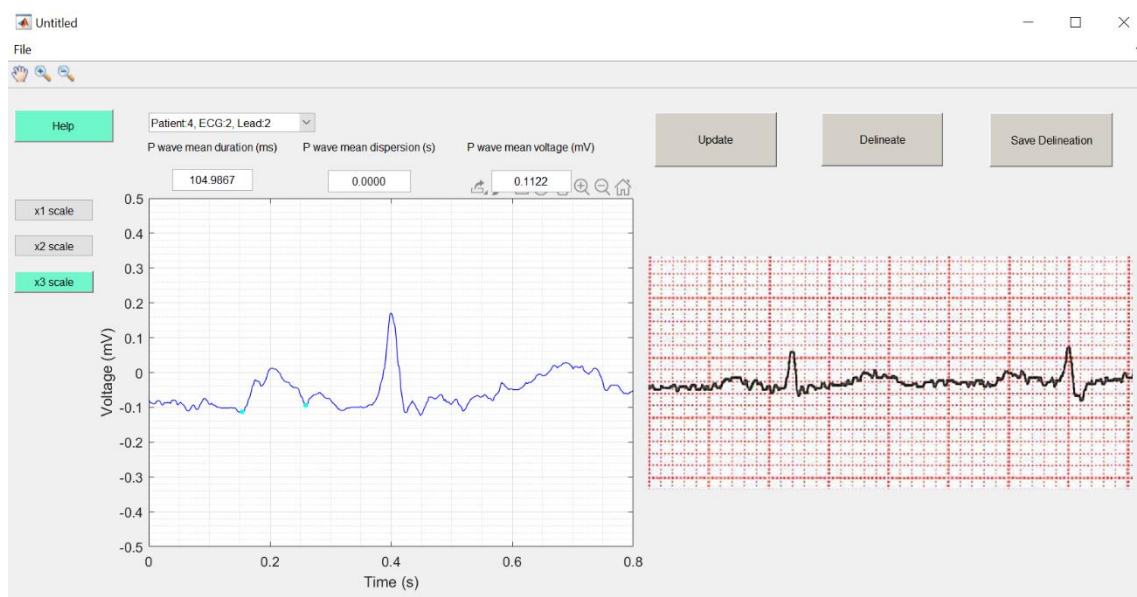 Untitled
File
Help
Patient:4, ECG:2, Lead:2
P wave mean duration (ms)
P wave mean dispersion (s)
P wave mean voltage (mV)
104.9867
0.0000
0.1122
Update
Delineate
Save Delineation
x1 scale
x2 scale
x3 scale
0.5
0.4
0.3
0.2
0.1
0
-0.1
-0.2
-0.3
-0.4
-0.5
Voltage (mV)
0
0.2
0.4
0.6
0.8
Time (s)